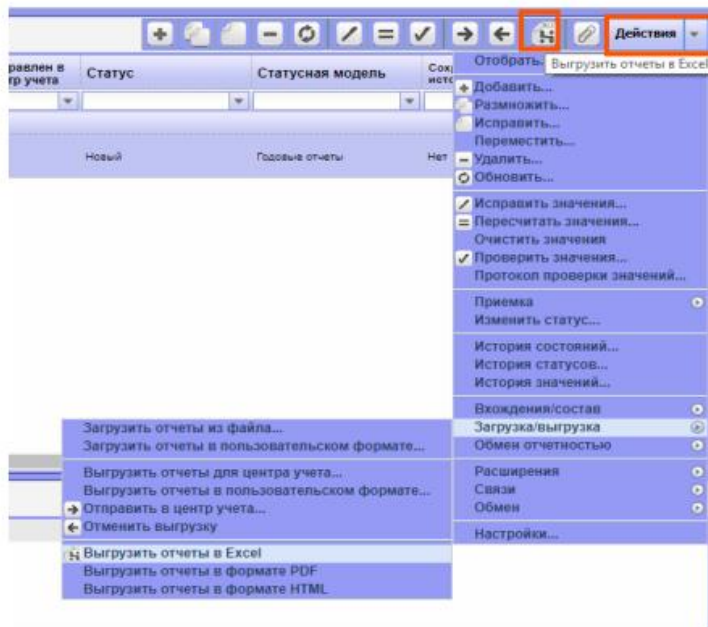 Действия
равлен в
тр учета
Статус
Статусная модель
Отобрать.
Выгрузить отчеты в Excel
Добавить...
Размножить...
Исправить...
Переместить...
Удалить...
Обновить...
Новый
Годовые отчеты
Нет
Исправить значения...
Пересчитать значения...
Очистить значения
Проверить значения...
Протокол проверки значений...
Приемка
Изменить статус...
История состояний...
История статусов...
История значений...
Вхождения/состав
Загрузка/выгрузка
Обмен отчетностью
Расширения
Связи
Обмен
Настройки...
Загрузить отчеты из файла...
Загрузить отчеты в пользовательском формате...
Выгрузить отчеты для центра учета...
Выгрузить отчеты в пользовательском формате...
Отправить в центр учета...
Отменить выгрузку
Выгрузить отчеты в Excel
Выгрузить отчеты в формате PDF
Выгрузить отчеты в формате HTML